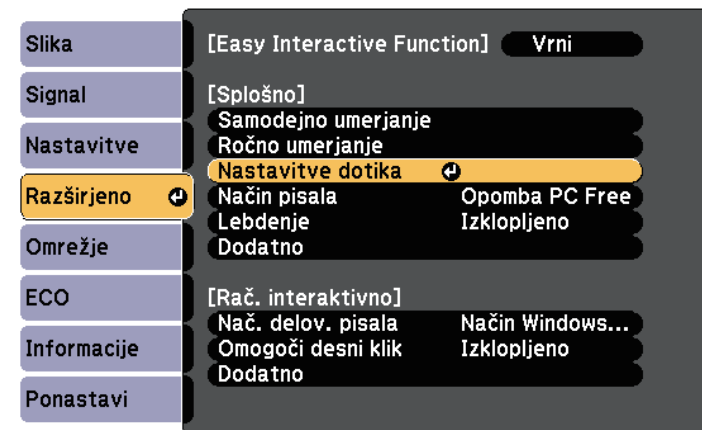 Slika
Signal
Nastavitve
Razširjeno
Omrežje
ECO
Informacije
Ponastavi
[Easy Interactive Function] Vrni
[Splošno]
Samodejno umerjanje
Ročno umerjanje
Nastavitve dotika
Način pisala Opomba PC Free
Lebdenje Izklopljeno
Dodatno
[Rač. interaktivno]
Nač. delov. pisala Način Windows...
Omogoči desni klik Izklopljeno
Dodatno